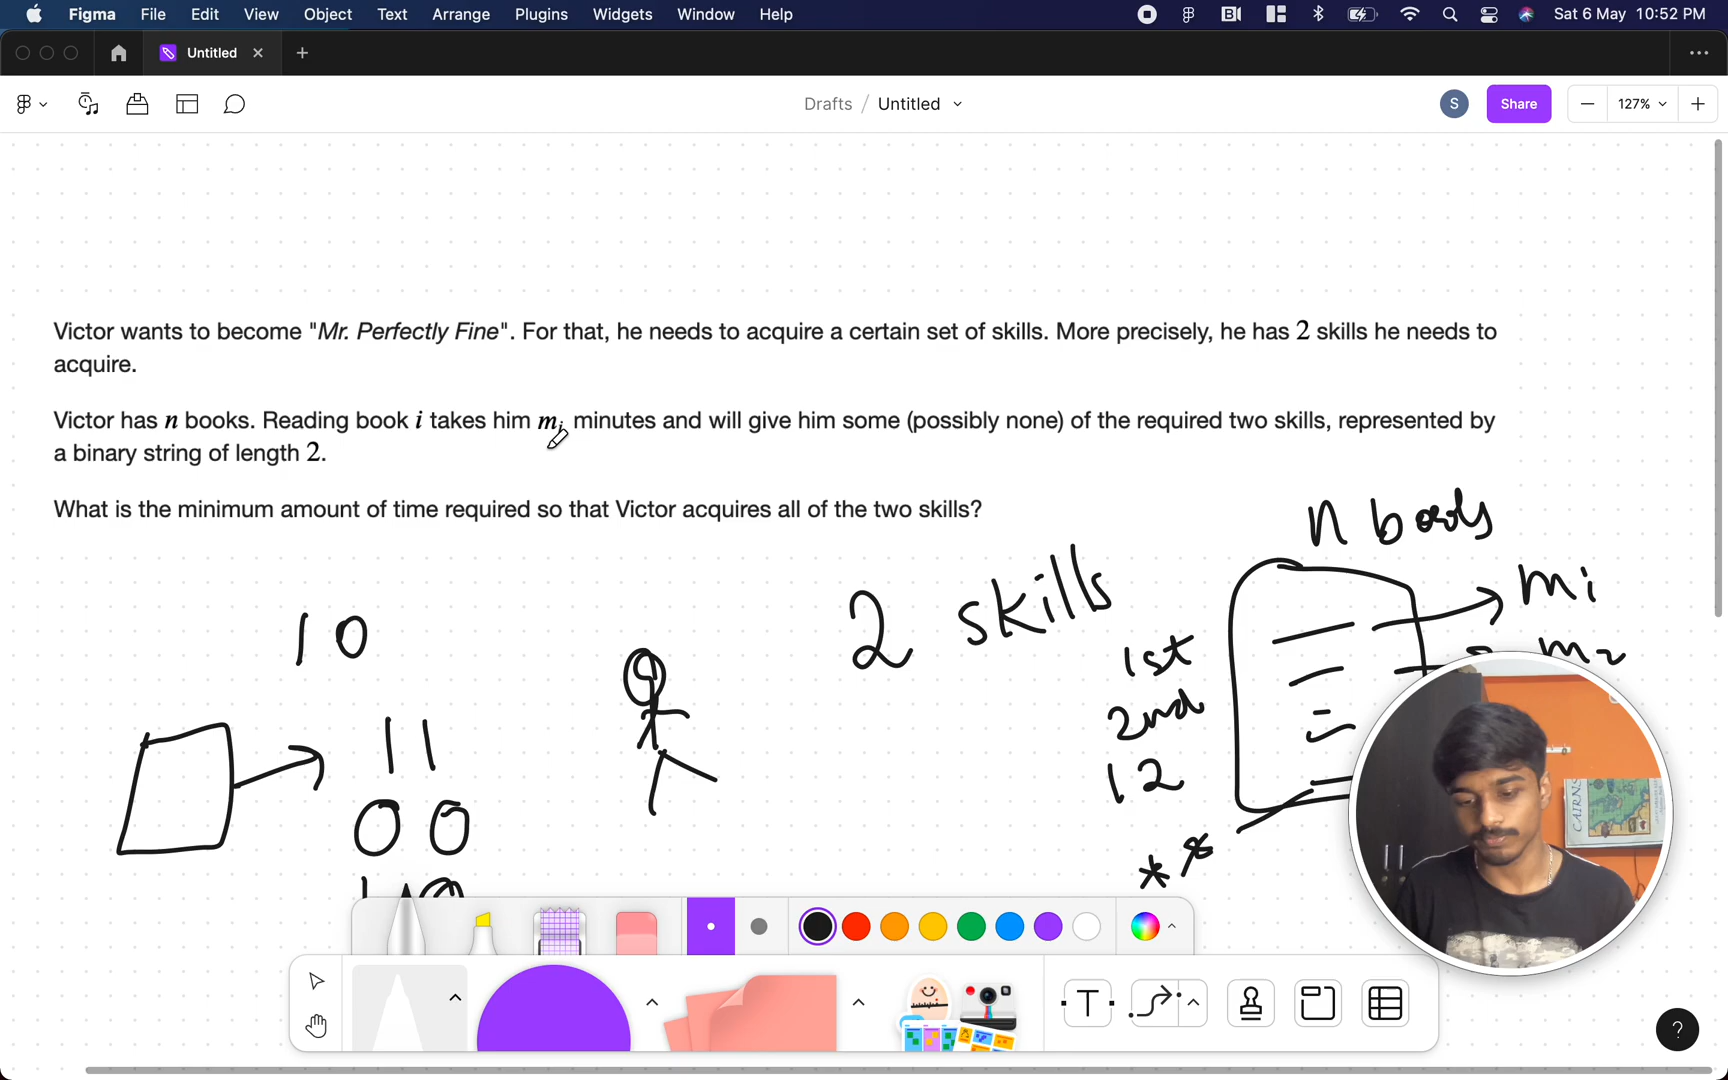 Figma File Edit View Object Text Arrange Plugins Widgets Window Help Sat 6 May 10:52 PM
Untitled
Drafts / Untitled S Share 127%
Victor wants to become "Mr. Perfectly Fine". For that, he needs to acquire a certain set of skills. More precisely, he has 2 skills he needs to
acquire.
Victor has n books. Reading book i takes him mi minutes and will give him some (possibly none) of the required two skills, represented by
a binary string of length 2.
What is the minimum amount of time required so that Victor acquires all of the two skills?
n books
2 skills
mi
10
1st
m2
2nd
11
12
00
**
10
CAIRNS
T
?